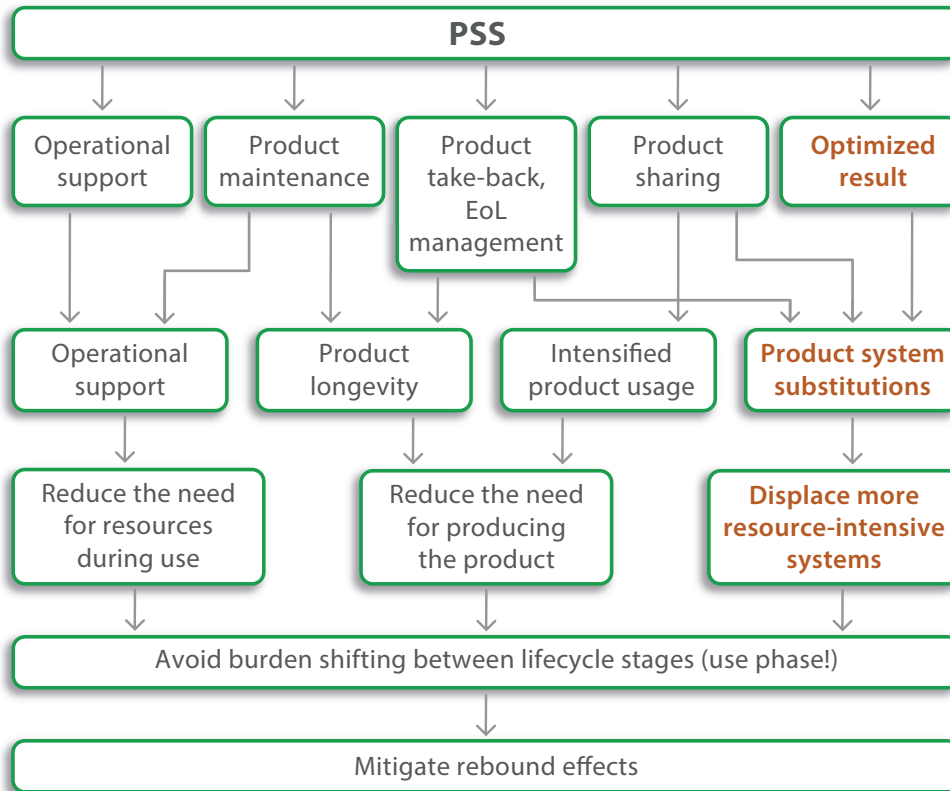 PSS
Operational
support
Product
maintenance
Product
take-back,
EoL
management
Product
sharing
Optimized
result
Operational
support
Product
longevity
Intensified
product usage
Product system
substitutions
Reduce the need
for resources
during use
Reduce the need
for producing
the product
Displace more
resource-intensive
systems
Avoid burden shifting between lifecycle stages (use phase!)
Mitigate rebound effects